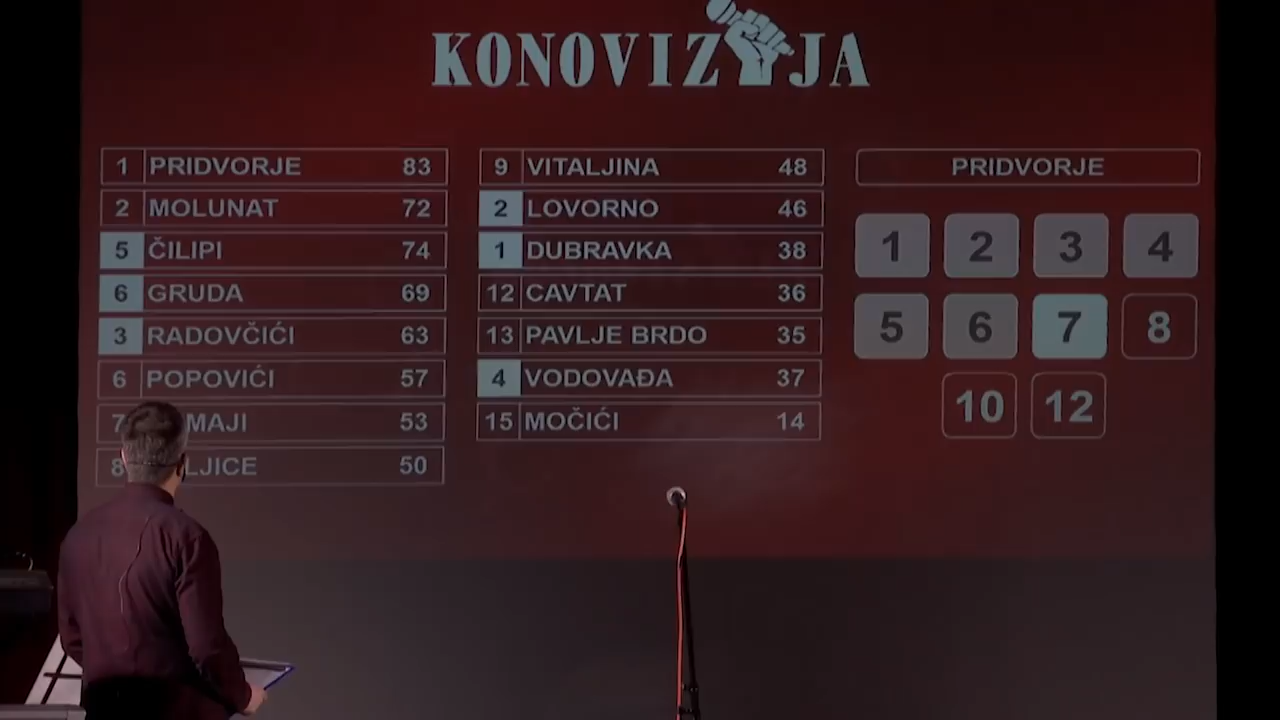 KONOVIZIJA
1 PRIDVORJE 83
2 MOLUNAT 72
5 ČILIPI 74
6 GRUDA 69
3 RADOVČIĆI 63
6 POPOVIĆI 57
7 53
8 50
9 VITALJINA 48
2 LOVORNO 46
1 DUBRAVKA 38
12 CAVTAT 36
13 PAVLJE BRDO 35
4 VODOVAĐA 37
15 MOČIĆI 14
PRIDVORJE
1 2 3 4
5 6 7 8
10 12